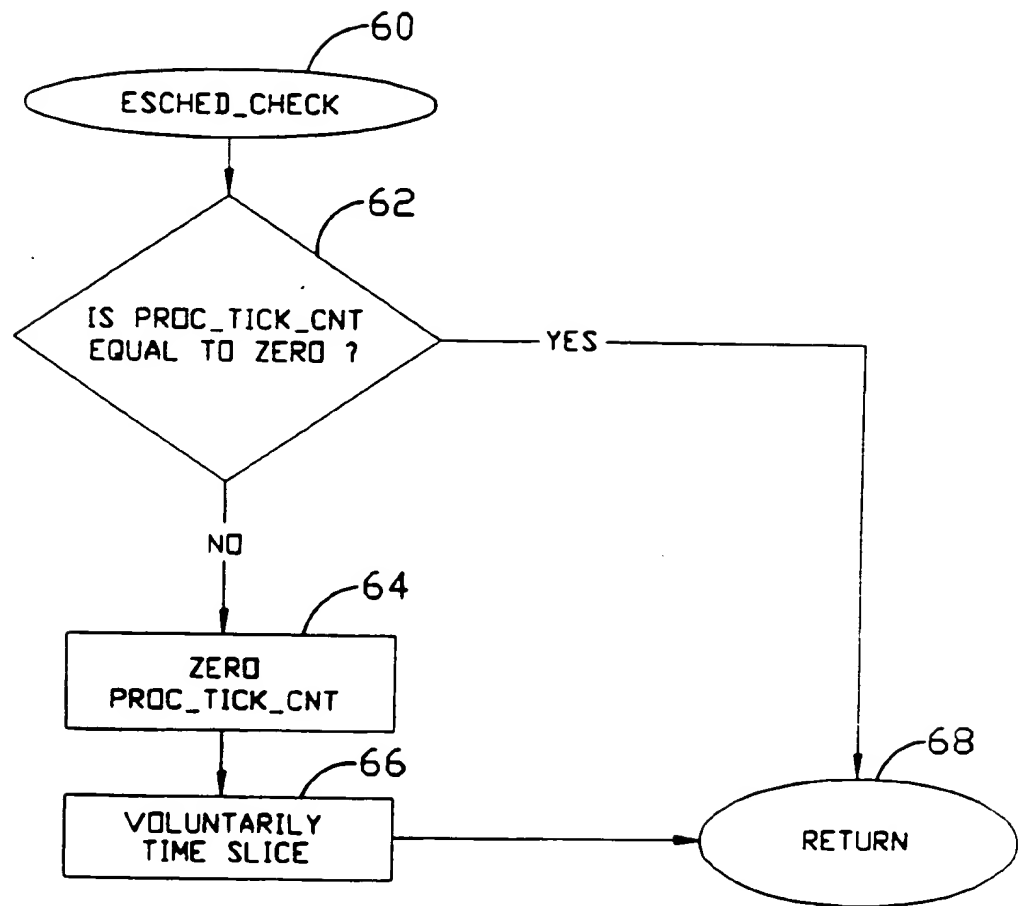 60
ESCHED_CHECK
62
IS PROC_TICK_CNT
EQUAL TO ZERO ?
YES
NO
64
ZERO
PROC_TICK_CNT
66
VOLUNTARILY
TIME SLICE
68
RETURN